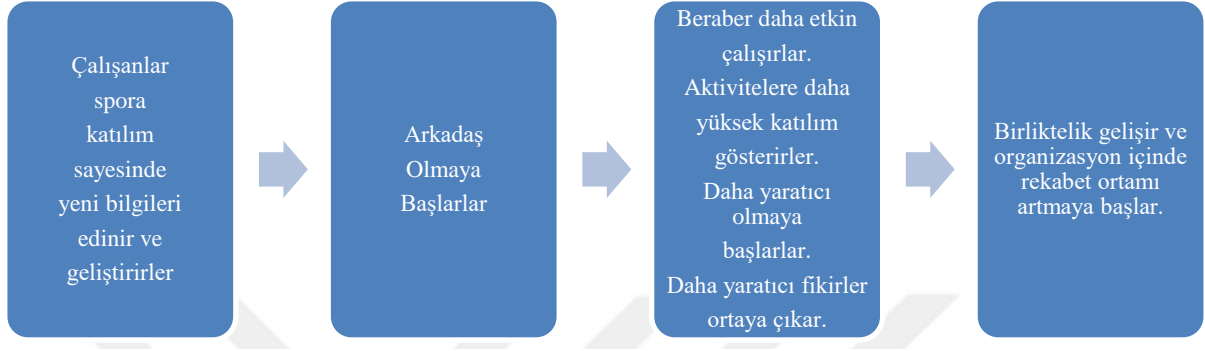 Çalışanlar
spora
katılım
sayesinde
yeni bilgileri
edinir ve
geliştirirler
Arkadaş
Olmaya
Başlarlar
Beraber daha etkin
çalışırlar.
Aktivitelere daha
yüksek katılım
gösterirler.
Daha yaratıcı
olmaya
başlarlar.
Daha yaratıcı fikirler
ortaya çıkar.
Birliktelik gelişir ve
organizasyon içinde
rekabet ortamı
artmaya başlar.